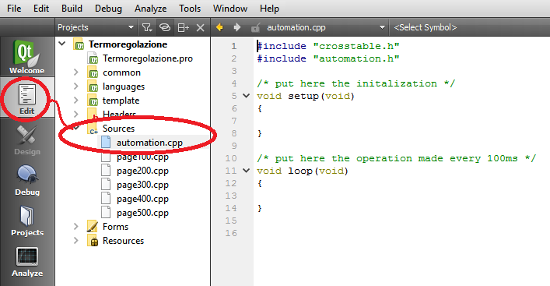 File Edit Build Debug Analyze Tools Window Help
Projects
automation.cpp
<Select Symbol>
Qt
Welcome
Edit
Design
Debug
Projects
Analyze
Termoregolazione
Termoregolazione.pro
common
languages
template
Headers
Sources
automation.cpp
page100.cpp
page200.cpp
page300.cpp
page400.cpp
page500.cpp
Forms
Resources
1 #include "crosstable.h"
2 #include "automation.h"
3
4 /* put here the initalization */
5 void setup(void)
6 {
7
8 }
9
10 /* put here the operation made every 100ms */
11 void loop(void)
12 {
13
14 }
15
16